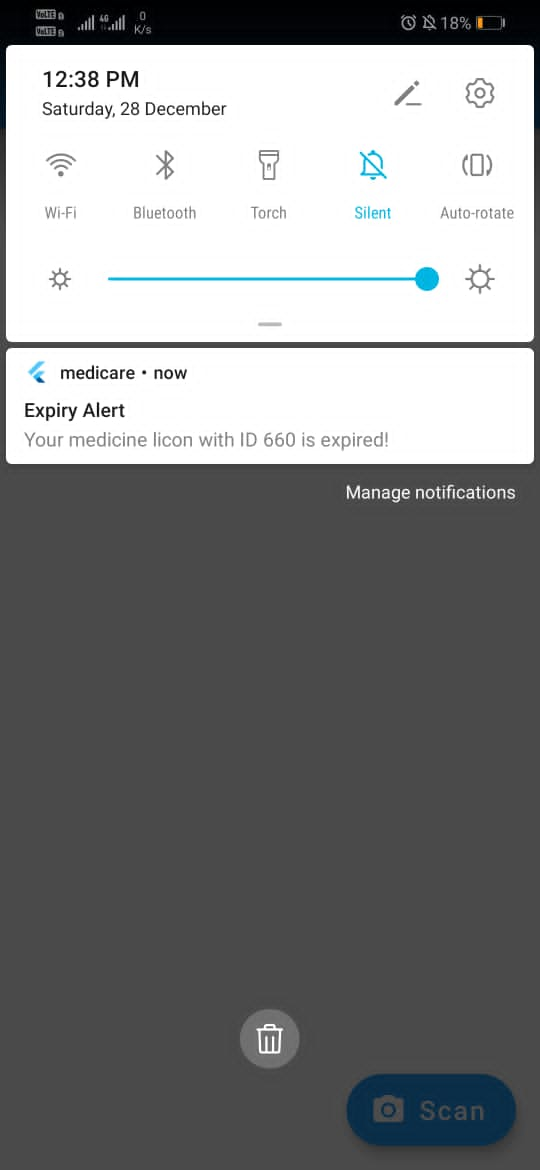 VoLTE
VoLTE
4G
0
K/s
18%
12:38 PM
Saturday, 28 December
Wi-Fi
Bluetooth
Torch
Silent
Auto-rotate
medicare • now
Expiry Alert
Your medicine licon with ID 660 is expired!
Manage notifications
Scan